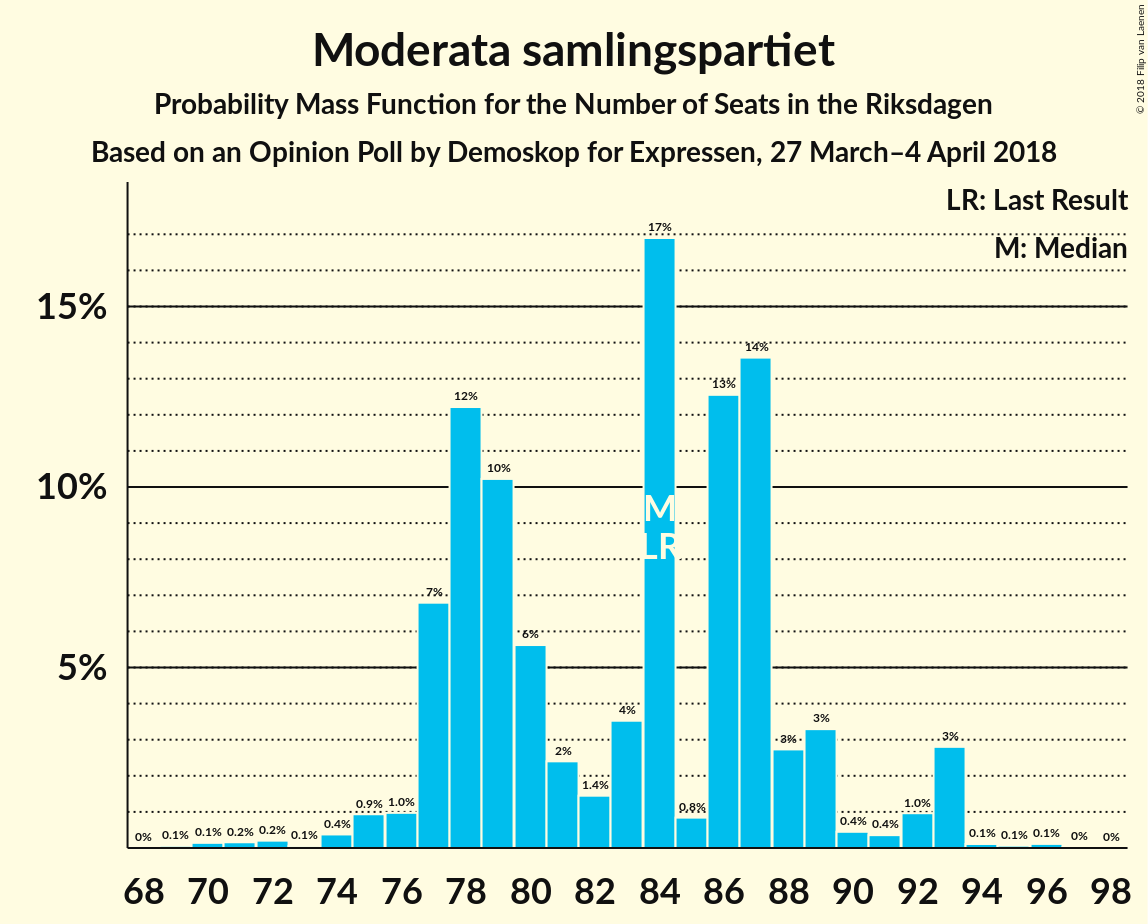 Moderata samlingspartiet
Probability Mass Function for the Number of Seats in the Riksdagen
Based on an Opinion Poll by Demoskop for Expressen, 27 March–4 April 2018
© 2018 Filip van Laenen
LR: Last Result
M: Median
15%
10%
5%
0% 0.1% 0.1% 0.2% 0.2% 0.1% 0.4% 0.9% 1.0% 7% 12% 10% 6% 2% 1.4% 4% 17% 0.8% 13% 14% 3% 3% 0.4% 0.4% 1.0% 3% 0.1% 0.1% 0.1% 0% 0%
M
LR
68 70 72 74 76 78 80 82 84 86 88 90 92 94 96 98